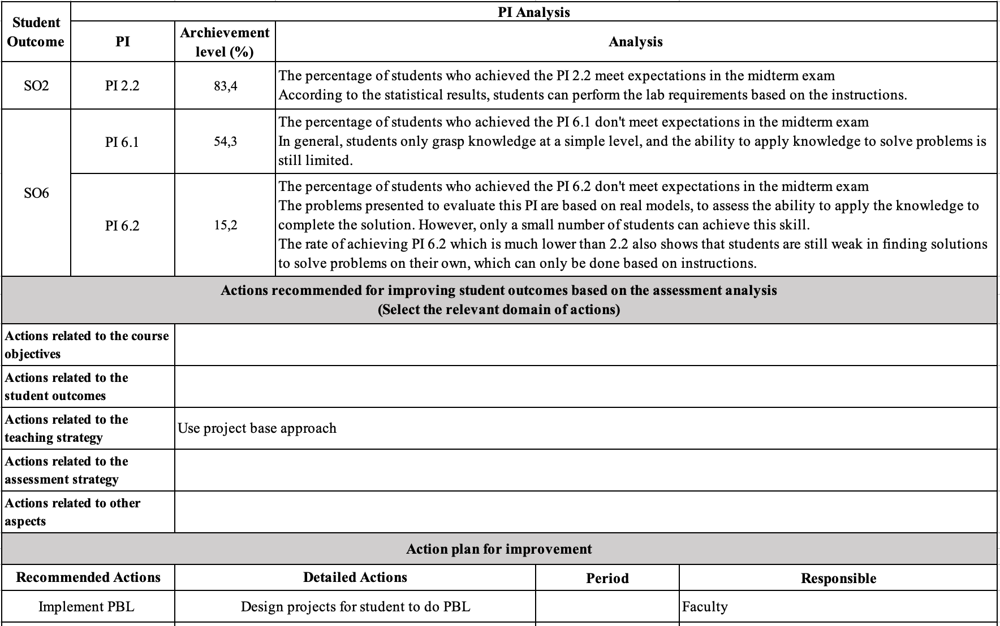 Student
Outcome
PI Analysis
PI
Archievement
level (%)
Analysis
SO2
PI 2.2
83,4
The percentage of students who achieved the PI 2.2 meet expectations in the midterm exam
According to the statistical results, students can perform the lab requirements based on the instructions.
SO6
PI 6.1
54,3
The percentage of students who achieved the PI 6.1 don't meet expectations in the midterm exam
In general, students only grasp knowledge at a simple level, and the ability to apply knowledge to solve problems is
still limited.
PI 6.2
15,2
The percentage of students who achieved the PI 6.2 don't meet expectations in the midterm exam
The problems presented to evaluate this PI are based on real models, to assess the ability to apply the knowledge to
complete the solution. However, only a small number of students can achieve this skill.
The rate of achieving PI 6.2 which is much lower than 2.2 also shows that students are still weak in finding solutions
to solve problems on their own, which can only be done based on instructions.
Actions recommended for improving student outcomes based on the assessment analysis
(Select the relevant domain of actions)
Actions related to the course
objectives
Actions related to the
student outcomes
Actions related to the
teaching strategy
Use project base approach
Actions related to the
assessment strategy
Actions related to other
aspects
Action plan for improvement
Recommended Actions
Detailed Actions
Period
Responsible
Implement PBL
Design projects for student to do PBL
Faculty